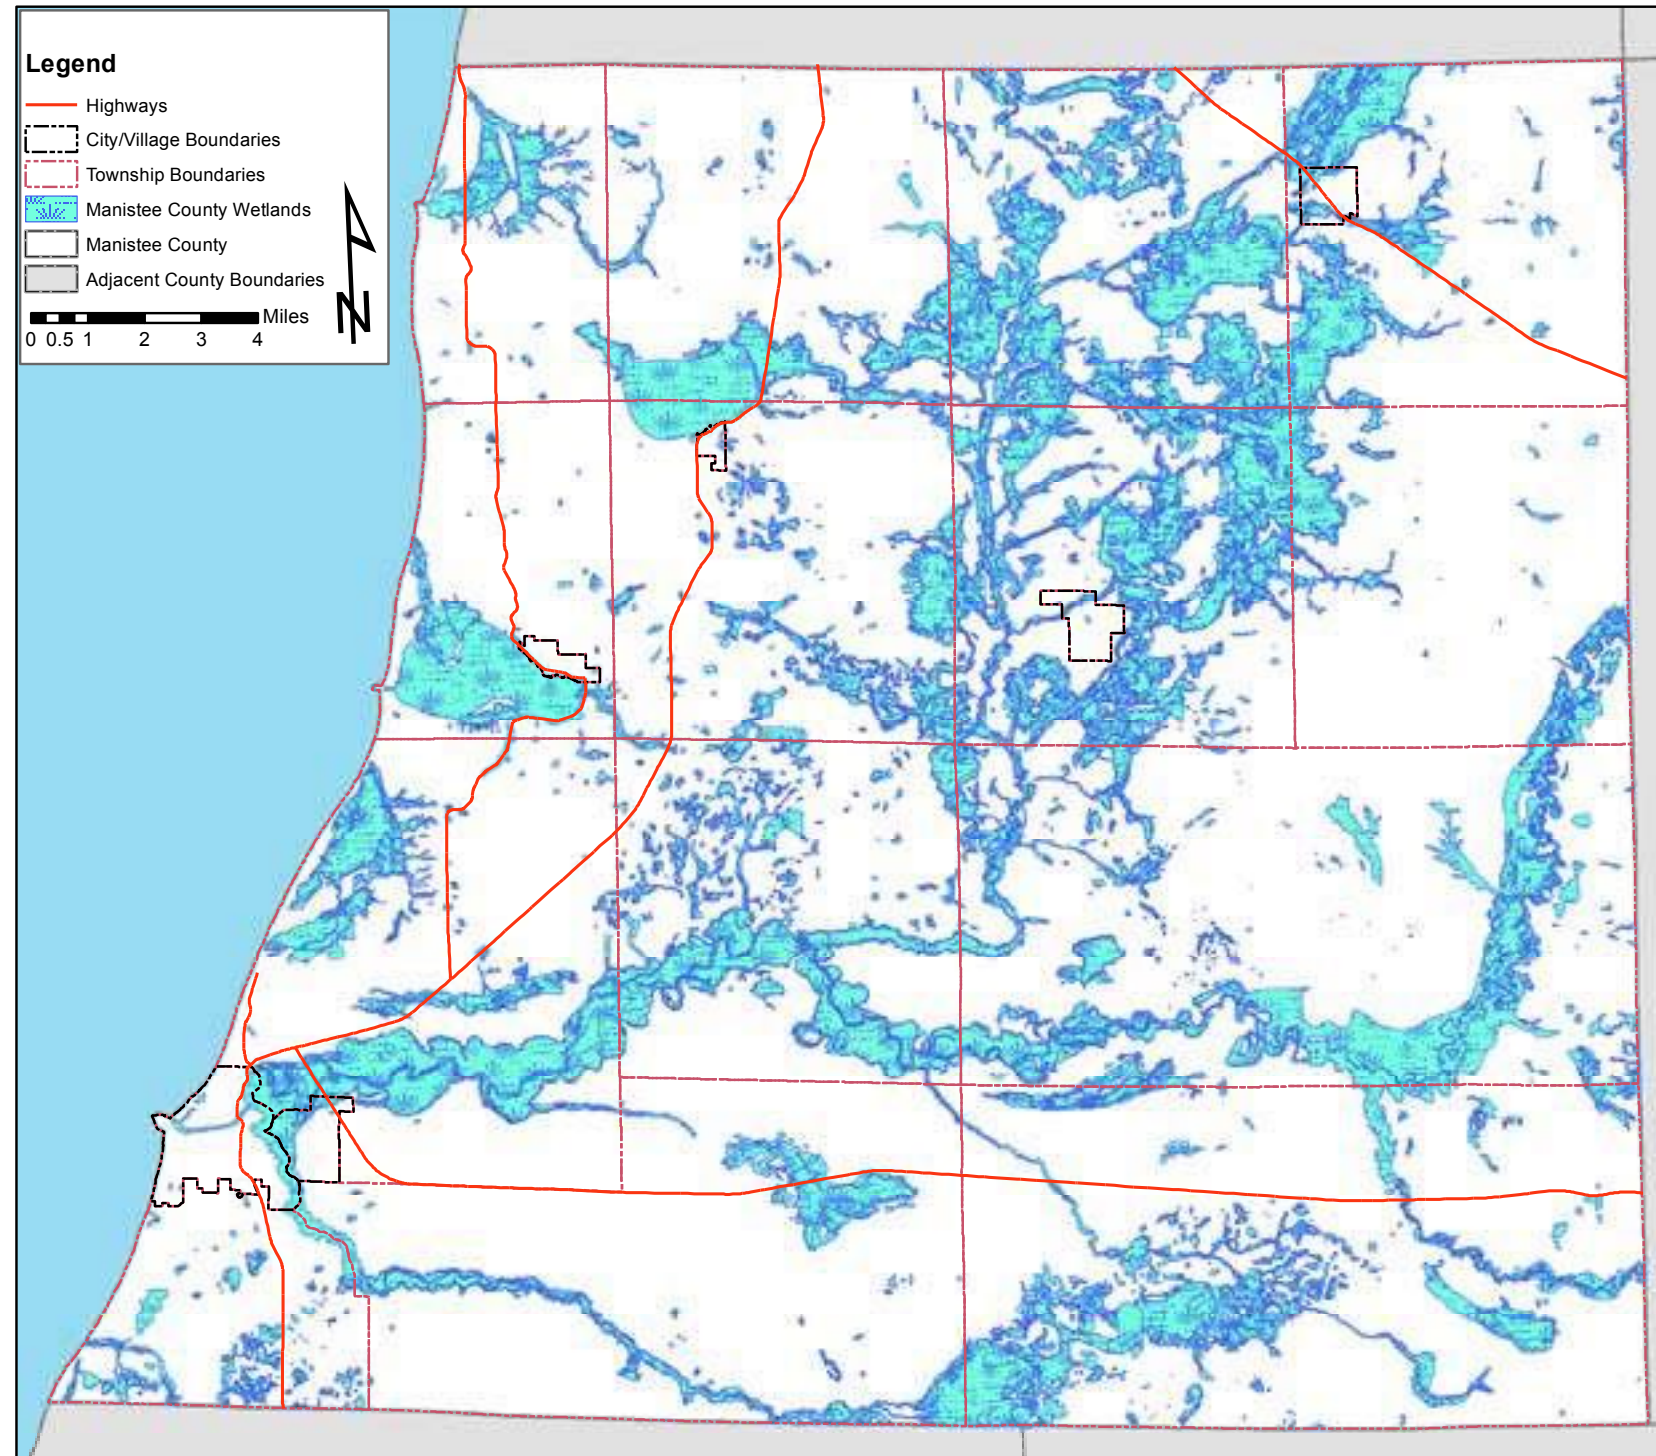 Legend
Highways
City/Village Boundaries
Township Boundaries
Manistee County Wetlands
Manistee County
Adjacent County Boundaries
Miles
0 0.5 1 2 3 4
N